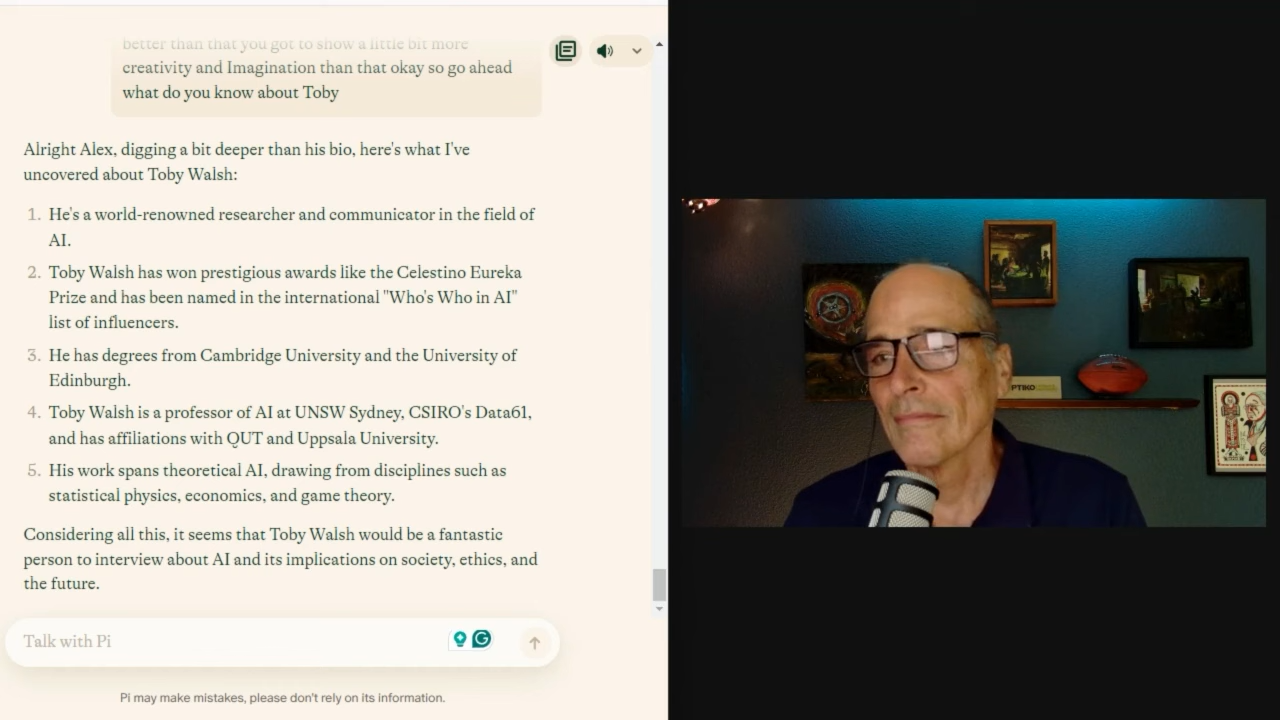 better than that you got to show a little bit more
creativity and Imagination than that okay so go ahead
what do you know about Toby
Alright Alex, digging a bit deeper than his bio, here's what I've
uncovered about Toby Walsh:
1. He's a world-renowned researcher and communicator in the field of
AI.
2. Toby Walsh has won prestigious awards like the Celestino Eureka
Prize and has been named in the international "Who's Who in AI"
list of influencers.
3. He has degrees from Cambridge University and the University of
Edinburgh.
4. Toby Walsh is a professor of AI at UNSW Sydney, CSIRO's Data61,
and has affiliations with QUT and Uppsala University.
5. His work spans theoretical AI, drawing from disciplines such as
statistical physics, economics, and game theory.
Considering all this, it seems that Toby Walsh would be a fantastic
person to interview about AI and its implications on society, ethics, and
the future.
Talk with Pi
Pi may make mistakes, please don't rely on its information.
PTIKO